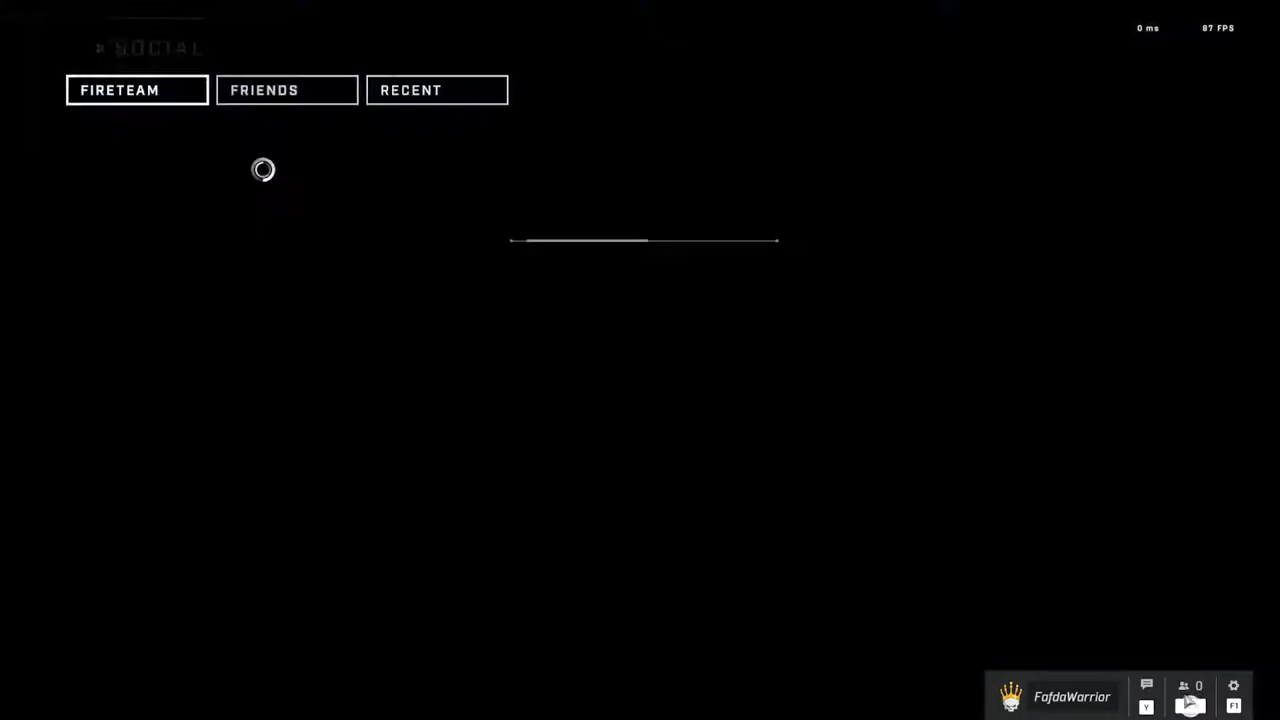 0 ms 87 FPS
SOCIAL
FIRETEAM FRIENDS RECENT
0
FafdaWarrior
Y F1